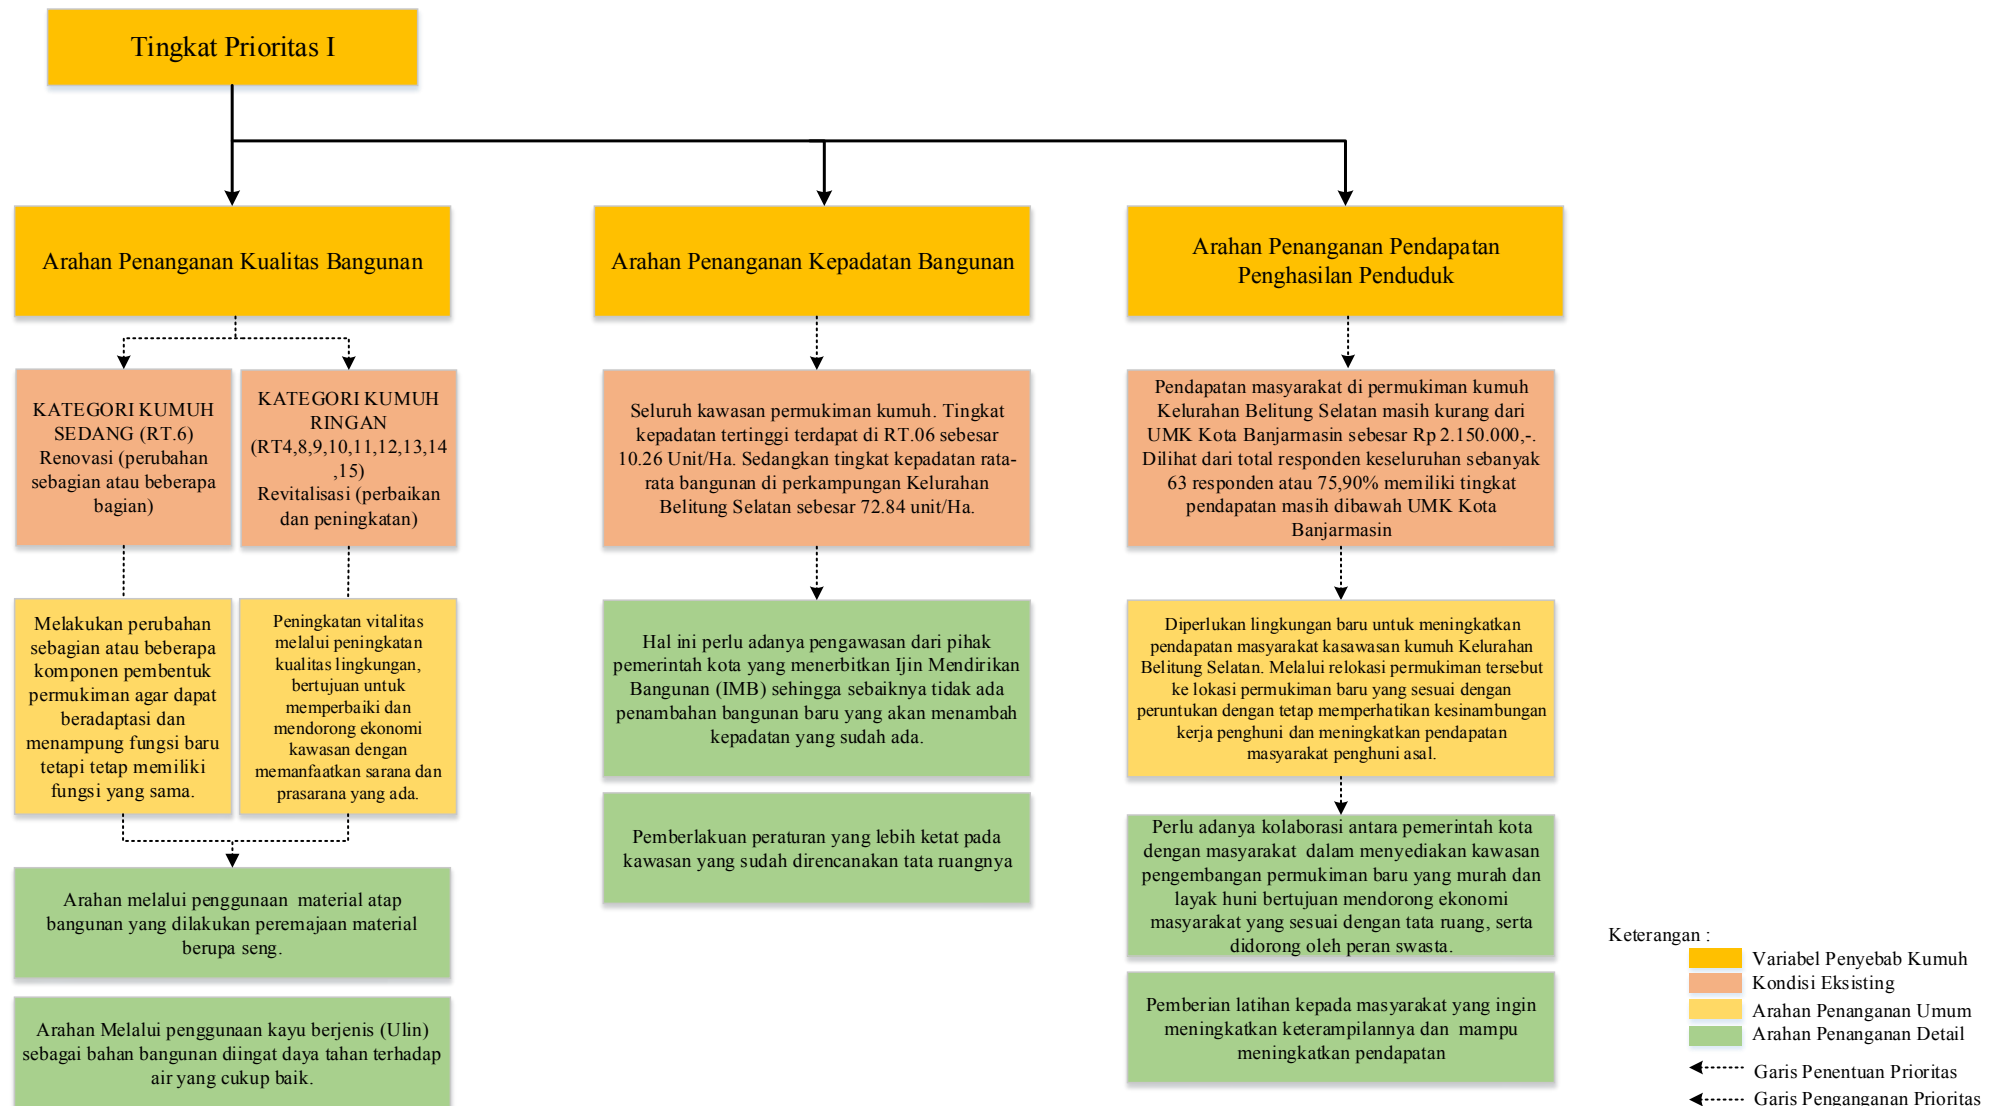 Tingkat Prioritas I
Arahan Penanganan Kualitas Bangunan
Arahan Penanganan Kepadatan Bangunan
Arahan Penanganan Pendapatan
Penghasilan Penduduk
KATEGORI KUMUH
SEDANG (RT.6)
Renovasi (perubahan
sebagian atau beberapa
bagian)
KATEGORI KUMUH
RINGAN
(RT4,8,9,10,11,12,13,14
,15)
Revitalisasi (perbaikan
dan peningkatan)
Seluruh kawasan permukiman kumuh. Tingkat
kepadatan tertinggi terdapat di RT.06 sebesar
10.26 Unit/Ha. Sedangkan tingkat kepadatan rata-
rata bangunan di perkampungan Kelurahan
Belitung Selatan sebesar 72.84 unit/Ha.
Pendapatan masyarakat di permukiman kumuh
Kelurahan Belitung Selatan masih kurang dari
UMK Kota Banjarmasin sebesar Rp 2.150.000,-.
Dilihat dari total responden keseluruhan sebanyak
63 responden atau 75,90% memiliki tingkat
pendapatan masih dibawah UMK Kota
Banjarmasin
Melakukan perubahan
sebagian atau beberapa
komponen pembentuk
permukiman agar dapat
beradaptasi dan
menampung fungsi baru
tetapi tetap memiliki
fungsi yang sama.
Peningkatan vitalitas
melalui peningkatan
kualitas lingkungan,
bertujuan untuk
memperbaiki dan
mendorong ekonomi
kawasan dengan
memanfaatkan sarana dan
prasarana yang ada.
Hal ini perlu adanya pengawasan dari pihak
pemerintah kota yang menerbitkan Ijin Mendirikan
Bangunan (IMB) sehingga sebaiknya tidak ada
penambahan bangunan baru yang akan menambah
kepadatan yang sudah ada.
Diperlukan lingkungan baru untuk meningkatkan
pendapatan masyarakat kasawasan kumuh Kelurahan
Belitung Selatan. Melalui relokasi permukiman tersebut
ke lokasi permukiman baru yang sesuai dengan
peruntukan dengan tetap memperhatikan kesinambungan
kerja penghuni dan meningkatkan pendapatan
masyarakat penghuni asal.
Arahan melalui penggunaan material atap
bangunan yang dilakukan peremajaan material
berupa seng.
Pemberlakuan peraturan yang lebih ketat pada
kawasan yang sudah direncanakan tata ruangnya
Perlu adanya kolaborasi antara pemerintah kota
dengan masyarakat dalam menyediakan kawasan
pengembangan permukiman baru yang murah dan
layak huni bertujuan mendorong ekonomi
masyarakat yang sesuai dengan tata ruang, serta
didorong oleh peran swasta.
Arahan Melalui penggunaan kayu berjenis (Ulin)
sebagai bahan bangunan diingat daya tahan terhadap
air yang cukup baik.
Pemberian latihan kepada masyarakat yang ingin
meningkatkan keterampilannya dan mampu
meningkatkan pendapatan
Keterangan :
Variabel Penyebab Kumuh
Kondisi Eksisting
Arahan Penanganan Umum
Arahan Penanganan Detail
Garis Penentuan Prioritas
Garis Penganganan Prioritas